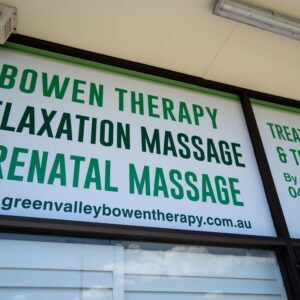 BOWEN THERAPY
ELAXATION MASSAGE
RENATAL MASSAGE
greenvalleybowentherapy.com.au
TREA
& T
By
04